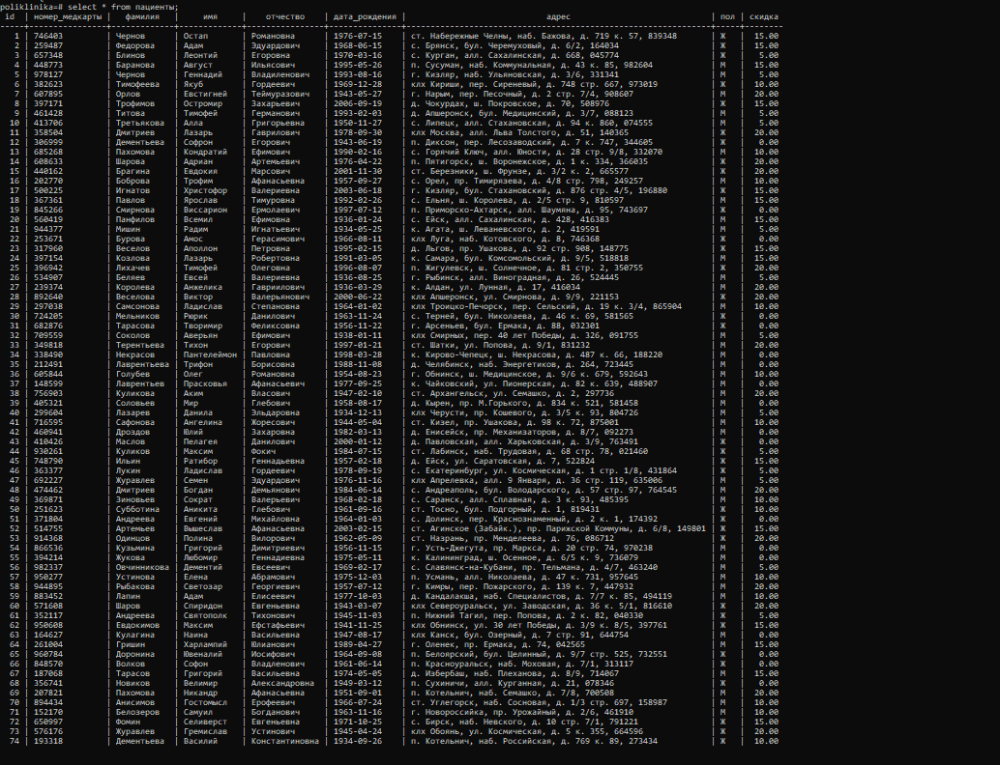 poliklinika=# select * from пациенты;
id | номер_медкарты | фамилия | имя | отчество | дата_рождения | адрес | пол | скидка
1 | 746403 | Чернов | Остап | Романовна | 1976-07-15 | ст. Набережные Челны, наб. Бажова, д. 719 к. 57, 839348 | Ж | 15.00
2 | 259487 | Федорова | Адам | Эдуардович | 1968-06-15 | с. Брянск, бул. Черемуховый, д. 6/2, 164034 | Ж | 15.00
3 | 657348 | Блинов | Леонтий | Егоровна | 1970-03-16 | с. Курган, алл. Сахалинская, д. 668, 045774 | Ж | 5.00
4 | 448773 | Баранова | Август | Ильясович | 1995-05-26 | п. Сусуман, наб. Коммунальная, д. 43 к. 85, 982604 | М | 15.00
5 | 978127 | Чернов | Геннадий | Владиленович | 1993-08-16 | г. Кизляр, наб. Ульяновская, д. 3/6, 331341 | М | 5.00
6 | 382623 | Тимофеева | Якуб | Гордеевич | 1969-12-28 | клх Кириши, пер. Сиреневый, д. 748 стр. 667, 973019 | Ж | 10.00
7 | 607895 | Орлов | Евстигней | Теймуразович | 1943-05-27 | г. Нарым, пер. Песочный, д. 2 стр. 7/4, 908607 | М | 20.00
8 | 397171 | Трофимов | Остромир | Захарьевич | 2006-09-19 | д. Чокурдах, ш. Покровское, д. 70, 508976 | Ж | 15.00
9 | 461428 | Титова | Тимофей | Германович | 1993-02-03 | д. Апшеронск, бул. Медицинский, д. 3/7, 088123 | М | 5.00
10 | 413706 | Третьякова | Алла | Григорьевна | 1950-11-27 | с. Липецк, алл. Стахановская, д. 94 к. 860, 074555 | М | 5.00
11 | 358504 | Дмитриев | Лазарь | Гаврилович | 1978-09-30 | клх Москва, алл. Льва Толстого, д. 51, 140365 | Ж | 20.00
12 | 306999 | Дементьева | Софрон | Егорович | 1943-06-19 | п. Диксон, пер. Лесозаводский, д. 7 к. 747, 344605 | Ж | 0.00
13 | 685268 | Пахомова | Кондратий | Ефимович | 1990-02-16 | с. Горячий Ключ, алл. Юности, д. 28 стр. 9/8, 332070 | М | 10.00
14 | 608633 | Шарова | Адриан | Артемьевич | 1976-04-22 | п. Пятигорск, ш. Воронежское, д. 1 к. 334, 366035 | М | 20.00
15 | 440162 | Брагина | Евдокия | Марсович | 2001-11-30 | ст. Березники, ш. Фрунзе, д. 3/2 к. 2, 665577 | М | 0.00
16 | 202770 | Боброва | Трофим | Афанасьевна | 1957-09-27 | с. Орел, пр. Тимирязева, д. 4/8 стр. 798, 249257 | М | 10.00
17 | 500225 | Игнатов | Христофор | Валериевна | 2003-06-18 | г. Кизляр, бул. Стахановский, д. 876 стр. 4/5, 196880 | М | 15.00
18 | 367361 | Павлов | Ярослав | Тимуровна | 1992-02-26 | с. Ельня, ш. Королева, д. 2/5 стр. 9, 810597 | М | 15.00
19 | 845266 | Смирнова | Виссарион | Ермолаевич | 1997-07-12 | п. Приморско-Ахтарск, алл. Шаумяна, д. 95, 743697 | Ж | 0.00
20 | 560419 | Панфилов | Всемил | Ефимовна | 1936-01-24 | с. Ейск, алл. Сахалинская, д. 428, 416383 | М | 15.00
21 | 944377 | Мишин | Радим | Игнатьевич | 1934-05-25 | к. Агата, ш. Леваневского, д. 2, 419591 | М | 5.00
22 | 253671 | Бурова | Амос | Герасимович | 1966-08-11 | клх Луга, наб. Котовского, д. 8, 746368 | Ж | 0.00
23 | 317960 | Веселов | Аполлон | Петровна | 1995-02-15 | д. Льгов, пр. Ушакова, д. 92 стр. 908, 148775 | М | 15.00
24 | 397154 | Козлова | Лазарь | Робертовна | 1991-03-05 | к. Самара, бул. Комсомольский, д. 9/5, 518818 | М | 15.00
25 | 396942 | Лихачев | Тимофей | Олеговна | 1996-08-07 | п. Жигулевск, ш. Солнечное, д. 81 стр. 2, 350755 | М | 20.00
26 | 534907 | Беляев | Евсей | Валериевна | 1936-08-25 | г. Рыбинск, алл. Виноградная, д. 26, 524445 | М | 5.00
27 | 239374 | Королева | Анжелика | Гавриилович | 1936-03-29 | к. Алдан, ул. Лунная, д. 17, 416034 | М | 20.00
28 | 892640 | Веселова | Виктор | Валерьянович | 2000-06-22 | клх Апшеронск, ул. Смирнова, д. 9/9, 221153 | М | 0.00
29 | 297038 | Самсонова | Ладислав | Степановна | 1964-01-02 | клх Троицко-Печорск, пер. Сельский, д. 19 к. 3/4, 865904 | М | 10.00
30 | 724205 | Мельников | Рюрик | Данилович | 1963-11-24 | с. Терней, бул. Николаева, д. 46 к. 69, 581565 | Ж | 0.00
31 | 682876 | Тарасова | Творимир | Феликсовна | 1956-11-22 | г. Арсеньев, бул. Ермака, д. 88, 032301 | Ж | 0.00
32 | 709559 | Соколов | Аверьян | Ефимович | 1938-01-11 | клх Смирных, пер. 40 лет Победы, д. 326, 091755 | М | 5.00
33 | 349818 | Терентьева | Тихон | Егорович | 1997-01-21 | ст. Шатки, ул. Попова, д. 9/1, 831232 | М | 20.00
34 | 338490 | Некрасов | Пантелеймон | Павловна | 1998-03-28 | к. Кирово-Чепецк, ш. Некрасова, д. 487 к. 66, 188220 | М | 0.00
35 | 212491 | Лаврентьева | Трифон | Борисовна | 1988-11-08 | д. Челябинск, наб. Энергетиков, д. 264, 723445 | М | 0.00
36 | 605844 | Голубев | Олег | Романовна | 1954-08-23 | г. Обнинск, ш. Медицинское, д. 9/6 к. 679, 592643 | М | 10.00
37 | 148599 | Лаврентьев | Прасковья | Афанасьевич | 1977-09-25 | к. Чайковский, ул. Пионерская, д. 82 к. 639, 488907 | М | 0.00
38 | 756903 | Куликова | Аким | Власович | 1947-02-10 | ст. Архангельск, ул. Семашко, д. 2, 297736 | М | 20.00
39 | 405321 | Соловьев | Мир | Глебович | 1958-08-17 | д. Кырен, пр. М.Горького, д. 834 к. 521, 581458 | М | 0.00
40 | 299604 | Лазарев | Данила | Эльдаровна | 1934-12-13 | клх Черусти, пр. Кошевого, д. 3/5 к. 93, 804726 | М | 5.00
41 | 716595 | Сафонова | Ангелина | Жоресович | 1944-05-04 | ст. Кизел, пр. Ушакова, д. 98 к. 72, 875001 | М | 10.00
42 | 460941 | Дроздов | Юлий | Захаровна | 1982-03-13 | д. Енисейск, пр. Механизаторов, д. 8/7, 092273 | М | 0.00
43 | 410426 | Маслов | Пелагея | Данилович | 2000-01-12 | д. Павловская, алл. Харьковская, д. 3/9, 763491 | Ж | 0.00
44 | 930261 | Куликов | Максим | Фокич | 1984-07-15 | ст. Лабинск, наб. Трудовая, д. 68 стр. 78, 021460 | Ж | 5.00
45 | 748790 | Ильин | Ратибор | Геннадьевна | 1957-02-18 | д. Ейск, ул. Саратовская, д. 7, 522824 | Ж | 5.00
46 | 363377 | Лукин | Ладислав | Гордеевич | 1978-09-19 | с. Екатеринбург, ул. Космическая, д. 1 стр. 1/8, 431864 | Ж | 5.00
47 | 692227 | Журавлев | Семен | Эдуардович | 1976-11-16 | клх Апрелевка, алл. 9 Января, д. 36 стр. 119, 635006 | М | 5.00
48 | 474462 | Дмитриев | Богдан | Демьянович | 1984-06-14 | с. Андреаполь, бул. Володарского, д. 57 стр. 97, 764545 | М | 20.00
49 | 369871 | Зиновьев | Сократ | Валерьевич | 1968-02-18 | с. Саранск, алл. Сплавная, д. 3 к. 93, 485395 | М | 10.00
50 | 251623 | Субботина | Аникита | Глебович | 1961-09-16 | ст. Тосно, бул. Подгорный, д. 1, 819431 | Ж | 0.00
51 | 371804 | Андреева | Евгений | Михайловна | 1964-01-03 | с. Долинск, пер. Краснознаменный, д. 2 к. 1, 174392 | Ж | 0.00
52 | 514755 | Артемьев | Вышеслав | Афанасьевна | 2003-02-15 | ст. Агинское (Забайк.), пр. Парижской Коммуны, д. 6/8, 149801 | Ж | 15.00
53 | 914368 | Одинцов | Полина | Вилорович | 1962-05-09 | ст. Назрань, пр. Менделеева, д. 76, 086712 | М | 20.00
54 | 866536 | Кузьмина | Григорий | Димитриевич | 1956-11-15 | г. Усть-Джегута, пр. Маркса, д. 20 стр. 74, 970238 | М | 0.00
55 | 394214 | Жукова | Любомир | Геннадиевна | 1975-05-11 | к. Калининград, ш. Осеннее, д. 6/5 к. 9, 736079 | М | 0.00
56 | 982337 | Овчинникова | Дементий | Евсеевич | 1969-02-17 | с. Славянск-на-Кубани, пр. Тельмана, д. 4/7, 463240 | М | 5.00
57 | 950277 | Устинова | Елена | Абрамович | 1975-12-03 | п. Усмань, алл. Николаева, д. 47 к. 731, 957645 | М | 10.00
58 | 944895 | Рыбакова | Светозар | Георгиевич | 1957-07-12 | г. Кимры, пер. Пожарского, д. 139 к. 7, 447932 | М | 20.00
59 | 883452 | Лапин | Адам | Елисеевич | 1977-10-03 | д. Кандалакша, наб. Специалистов, д. 7/7 к. 85, 494119 | М | 10.00
60 | 571608 | Шаров | Спиридон | Евгеньевна | 1943-03-07 | клх Североуральск, ул. Заводская, д. 36 к. 5/1, 816610 | Ж | 20.00
61 | 352117 | Андреева | Святополк | Тихонович | 1945-11-03 | п. Нижний Тагил, пер. Попова, д. 2 к. 82, 040330 | Ж | 5.00
62 | 950608 | Евдокимов | Максим | Ефстафьевич | 1941-11-25 | клх Обнинск, ул. 30 лет Победы, д. 3/9 к. 8/5, 397761 | М | 15.00
63 | 164627 | Кулагина | Наина | Васильевна | 1947-08-17 | клх Канск, бул. Озерный, д. 7 стр. 91, 644754 | М | 0.00
64 | 261004 | Гришин | Харлампий | Юлианович | 1989-04-27 | г. Оленек, пр. Ермака, д. 74, 042565 | М | 15.00
65 | 960784 | Доронина | Ювеналий | Иосифович | 1964-09-08 | п. Белоярский, бул. Целинный, д. 9/7 стр. 525, 732551 | Ж | 0.00
66 | 848570 | Волков | Софон | Владленович | 1961-06-14 | п. Красноуральск, наб. Моховая, д. 7/1, 313117 | Ж | 0.00
67 | 187068 | Тарасов | Григорий | Васильевна | 1974-05-05 | д. Избербаш, наб. Плеханова, д. 8/9, 714067 | М | 15.00
68 | 356741 | Новиков | Велимир | Александровна | 1949-03-12 | п. Сухиничи, алл. Курганная, д. 21, 078346 | Ж | 0.00
69 | 207821 | Пахомова | Никандр | Афанасьевна | 1951-09-01 | п. Котельнич, наб. Семашко, д. 7/8, 700508 | М | 20.00
70 | 894434 | Анисимов | Гостомысл | Ерофеевич | 1966-07-24 | ст. Углегорск, наб. Сосновая, д. 1/3 стр. 697, 158987 | М | 10.00
71 | 152170 | Белозеров | Самуил | Богданович | 1963-11-16 | г. Новороссийка, пр. Урожайный, д. 2/6, 461910 | М | 10.00
72 | 650997 | Фомин | Селиверст | Евгеньевна | 1971-10-25 | с. Бирск, наб. Невского, д. 10 стр. 7/1, 791221 | Ж | 15.00
73 | 576176 | Журавлев | Гремислав | Устинович | 1945-04-24 | клх Обоянь, ул. Космическая, д. 5 к. 355, 664596 | Ж | 20.00
74 | 193318 | Дементьева | Василий | Константиновна | 1934-09-26 | п. Котельнич, наб. Российская, д. 769 к. 89, 273434 | Ж | 10.00